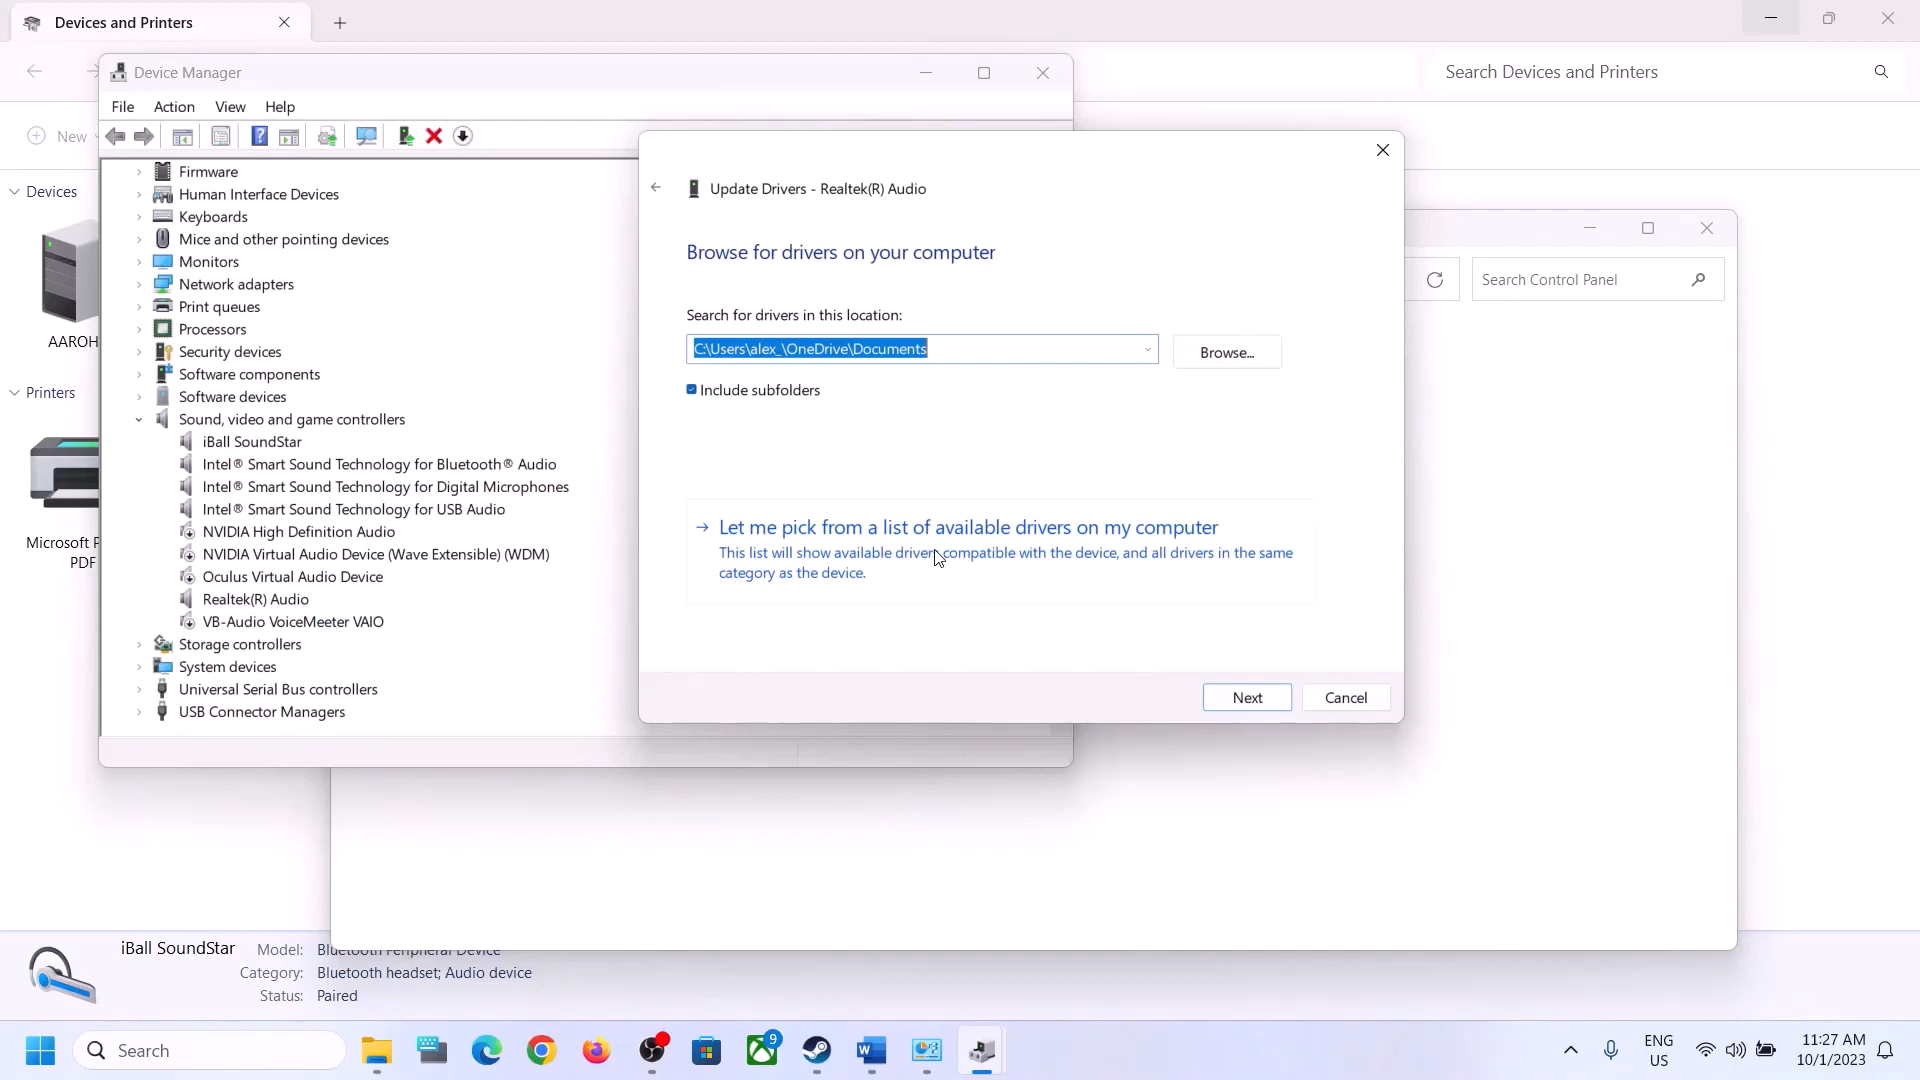 Devices and Printers
Search Devices and Printers
New
Devices
AAROH
Printers
Microsoft P
PDF
Device Manager
File Action View Help
Firmware
Human Interface Devices
Keyboards
Mice and other pointing devices
Monitors
Network adapters
Print queues
Processors
Security devices
Software components
Software devices
Sound, video and game controllers
iBall SoundStar
Intel® Smart Sound Technology for Bluetooth® Audio
Intel® Smart Sound Technology for Digital Microphones
Intel® Smart Sound Technology for USB Audio
NVIDIA High Definition Audio
NVIDIA Virtual Audio Device (Wave Extensible) (WDM)
Oculus Virtual Audio Device
Realtek(R) Audio
VB-Audio VoiceMeeter VAIO
Storage controllers
System devices
Universal Serial Bus controllers
USB Connector Managers
Update Drivers - Realtek(R) Audio
Browse for drivers on your computer
Search for drivers in this location:
C:\Users\alex_\OneDrive\Documents
Browse...
Include subfolders
Let me pick from a list of available drivers on my computer
This list will show available drivers compatible with the device, and all drivers in the same
category as the device.
Next Cancel
Search Control Panel
iBall SoundStar
Model: Bluetooth Peripheral Device
Category: Bluetooth headset; Audio device
Status: Paired
Search
9
ENG
US
11:27 AM
10/1/2023